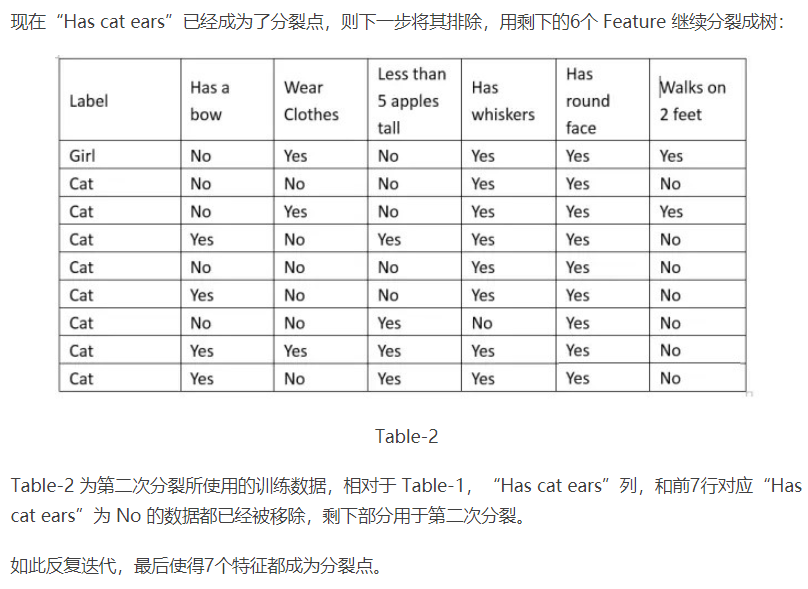 现在“Has cat ears”已经成为了分裂点，则下一步将其排除，用剩下的6个 Feature 继续分裂成树：
Label Has a bow Wear Clothes Less than 5 apples tall Has whiskers Has round face Walks on 2 feet
Girl No Yes No Yes Yes Yes
Cat No No No Yes Yes No
Cat No Yes No Yes Yes Yes
Cat Yes No Yes Yes Yes No
Cat No No No Yes Yes No
Cat Yes No No Yes Yes No
Cat No No Yes No Yes No
Cat Yes Yes Yes Yes Yes No
Cat Yes No Yes Yes Yes No
Table-2
Table-2 为第二次分裂所使用的训练数据，相对于 Table-1，“Has cat ears”列，和前7行对应“Has
cat ears”为 No 的数据都已经被移除，剩下部分用于第二次分裂。
如此反复迭代，最后使得7个特征都成为分裂点。